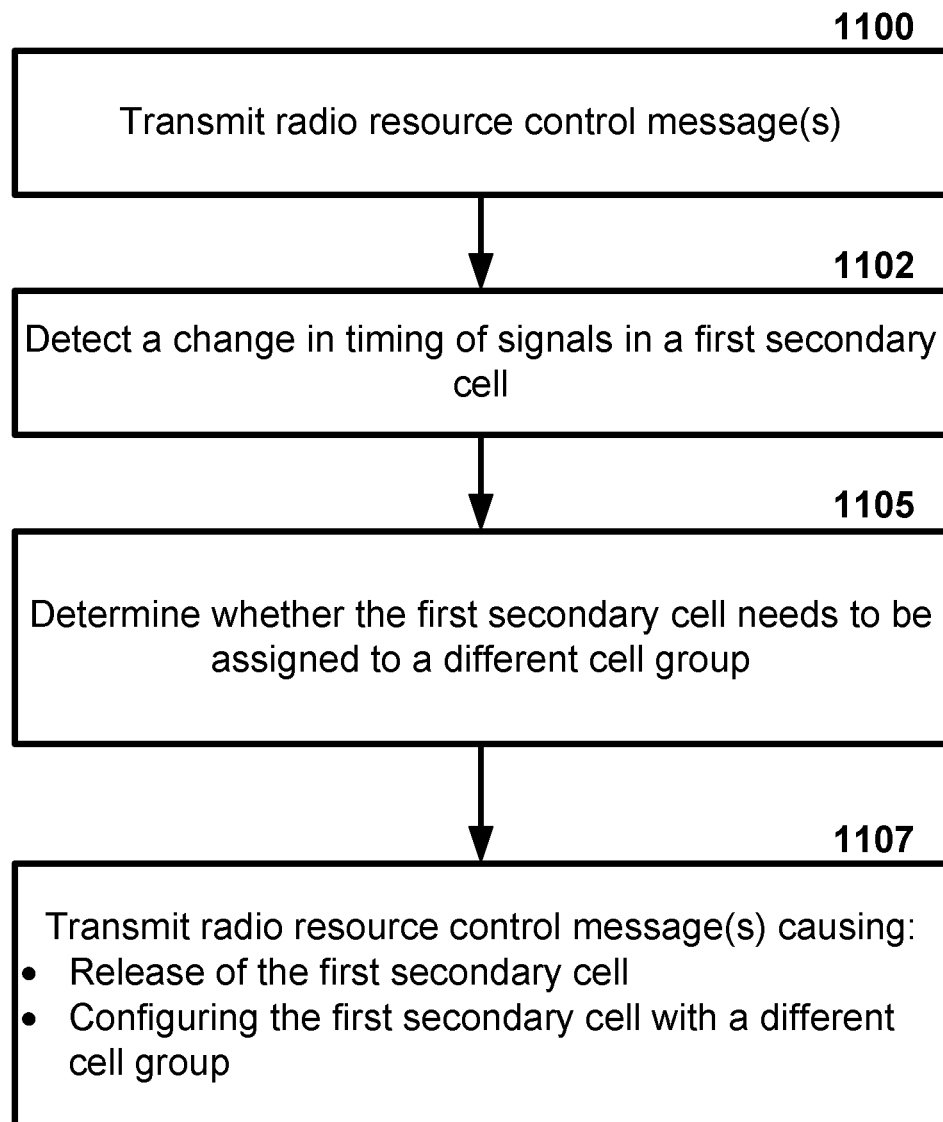 1100
Transmit radio resource control message(s)
1102
Detect a change in timing of signals in a first secondary
cell
1105
Determine whether the first secondary cell needs to be
assigned to a different cell group
1107
Transmit radio resource control message(s) causing:
• Release of the first secondary cell
• Configuring the first secondary cell with a different
cell group